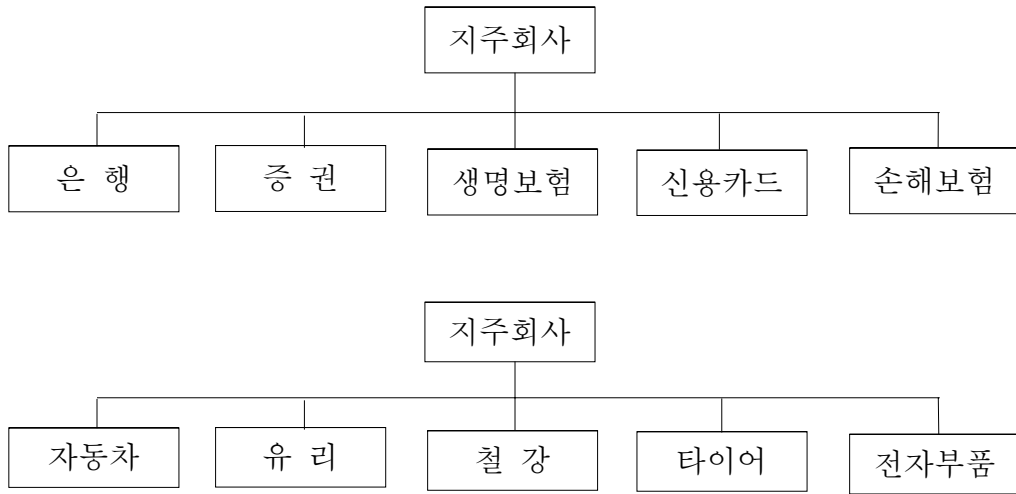 지주회사
은 행 증 권 생명보험 신용카드 손해보험
지주회사
자동차 유 리 철 강 타이어 전자부품